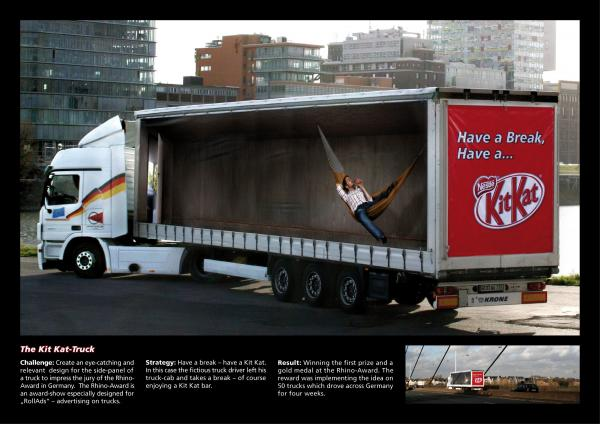 Have a Break,
Have a...
Nestlé
KitKat
KRONE
The Kit Kat-Truck
Challenge: Create an eye-catching and
relevant design for the side-panel of
a truck to impress the jury of the Rhino-
Award in Germany. The Rhino-Award is
an award-show especially designed for
„RollAds“ – advertising on trucks.
Strategy: Have a break – have a Kit Kat.
In this case the fictious truck driver left his
truck-cab and takes a break – of course
enjoying a Kit Kat bar.
Result: Winning the first prize and a
gold medal at the Rhino-Award. The
reward was implementing the idea on
50 trucks which drove across Germany
for four weeks.